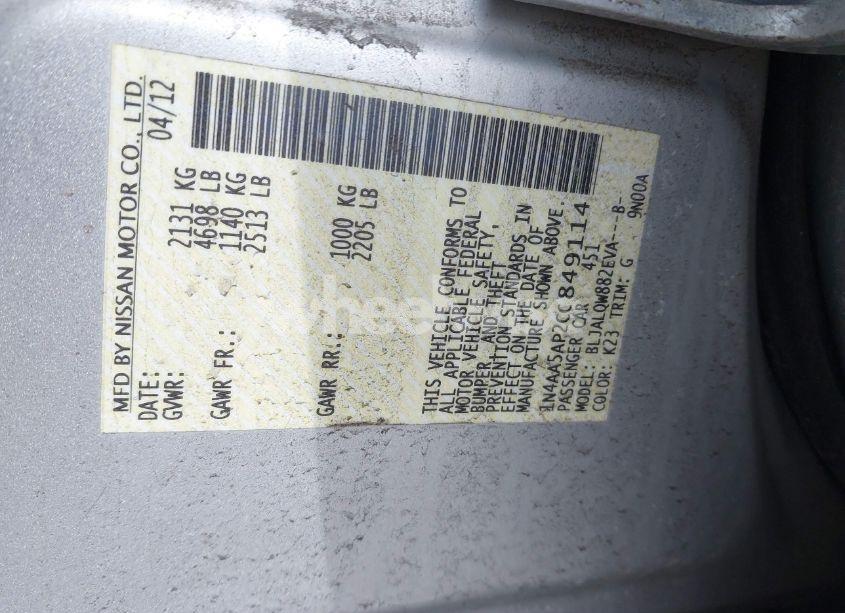 MFD BY NISSAN MOTOR CO., LTD.
DATE: 04/12
GVWR: 2131 KG
4698 LB
GAWR FR.: 1140 KG
2513 LB
GAWR RR.: 1000 KG
2205 LB
THIS VEHICLE CONFORMS TO
ALL APPLICABLE FEDERAL
MOTOR VEHICLE SAFETY,
BUMPER, AND THEFT
PREVENTION STANDARDS IN
EFFECT ON THE DATE OF
MANUFACTURE SHOWN ABOVE.
1N4AA5AP2CC849114
PASSENGER CAR 451
MODEL: BLJALQW882EVA---B-
COLOR: K23 TRIM: G 9N00A